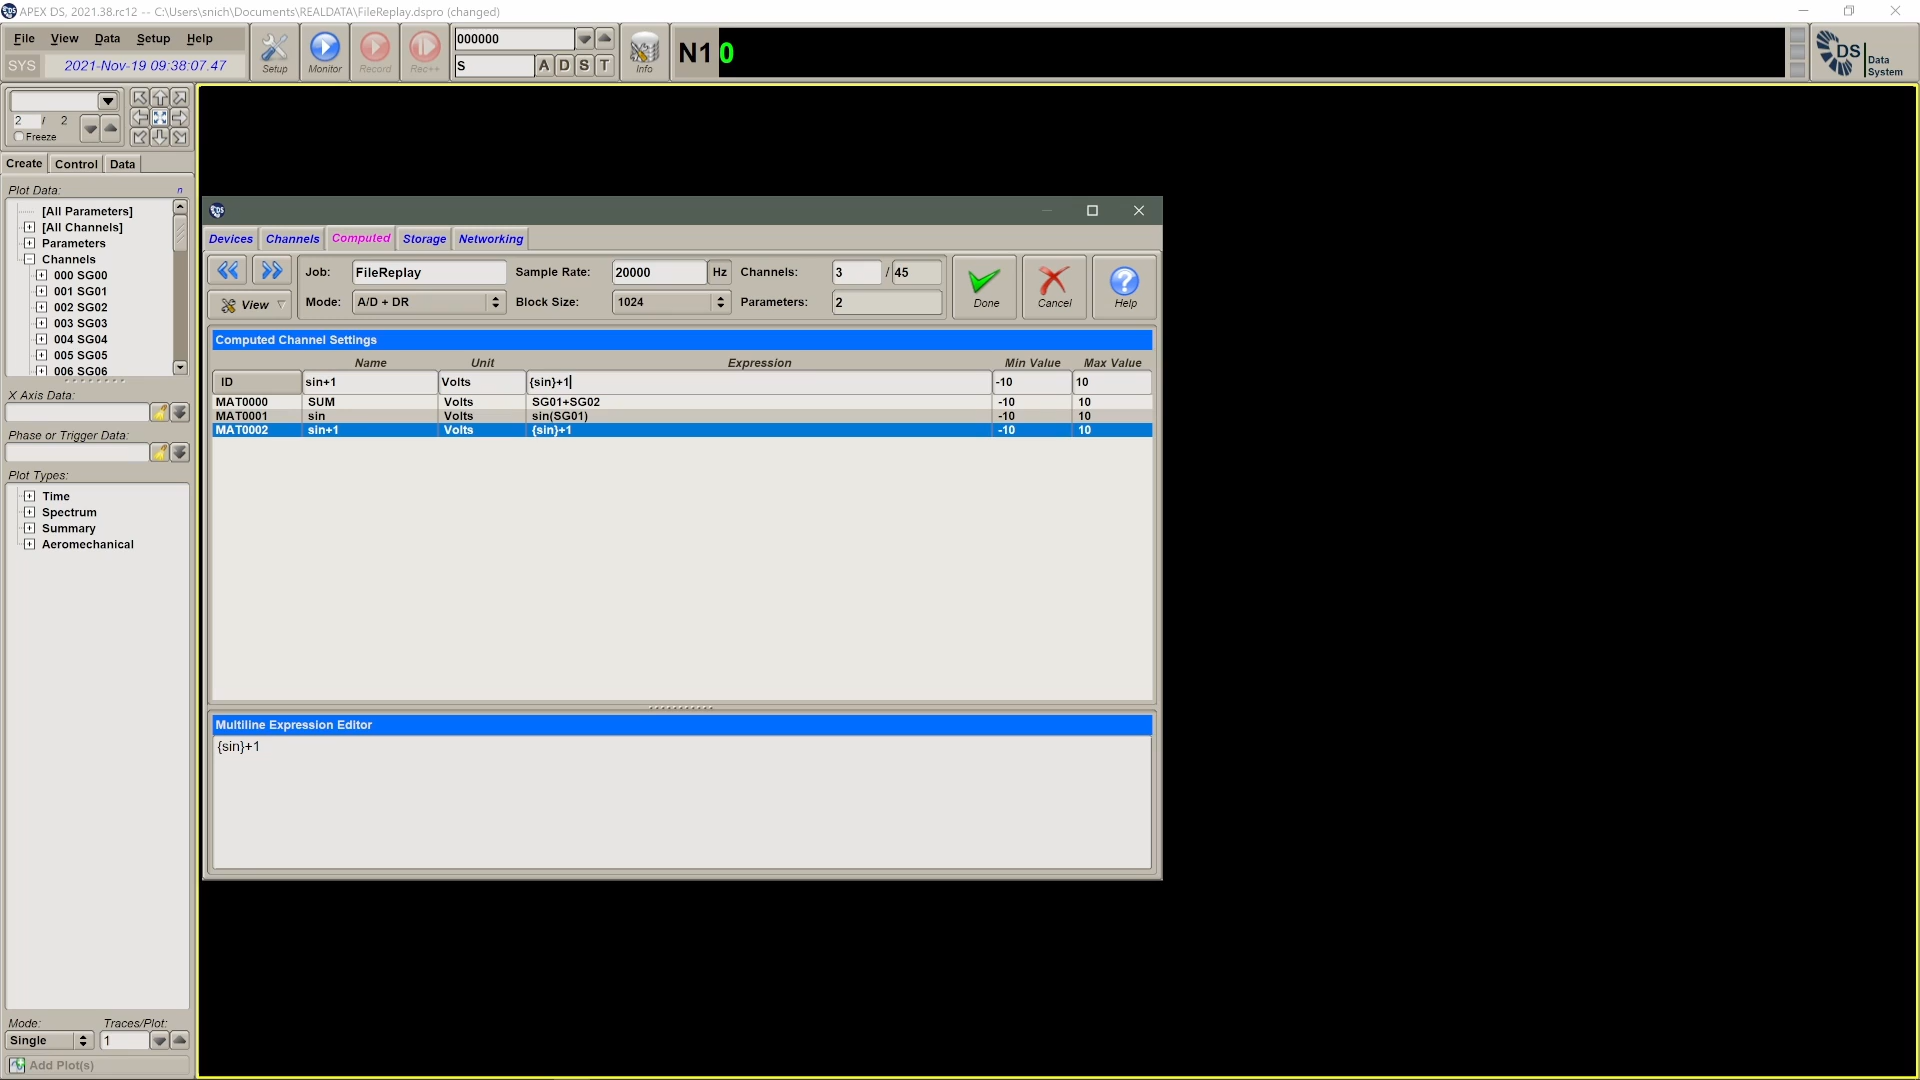 APEX DS, 2021.38.rc12 -- C:\Users\snich\Documents\REALDATA\FileReplay.dspro (changed)
File View Data Setup Help
SYS 2021-Nov-19 09:38:07.47
Setup Monitor Record Rec++
000000
S A D S T
Info
N1 0
DS Data System
2 / 2
Freeze
Create Control Data
Plot Data: n
[All Parameters]
[All Channels]
Parameters
Channels
000 SG00
001 SG01
002 SG02
003 SG03
004 SG04
005 SG05
006 SG06
X Axis Data:
Phase or Trigger Data:
Plot Types:
Time
Spectrum
Summary
Aeromechanical
Mode: Traces/Plot:
Single 1
Add Plot(s)
DS
Devices Channels Computed Storage Networking
Job: FileReplay Sample Rate: 20000 Hz Channels: 3 / 45
View Mode: A/D + DR Block Size: 1024 Parameters: 2
Done Cancel Help
Computed Channel Settings
Name Unit Expression Min Value Max Value
ID sin+1 Volts {sin}+1 -10 10
MAT0000 SUM Volts SG01+SG02 -10 10
MAT0001 sin Volts sin(SG01) -10 10
MAT0002 sin+1 Volts {sin}+1 -10 10
Multiline Expression Editor
{sin}+1